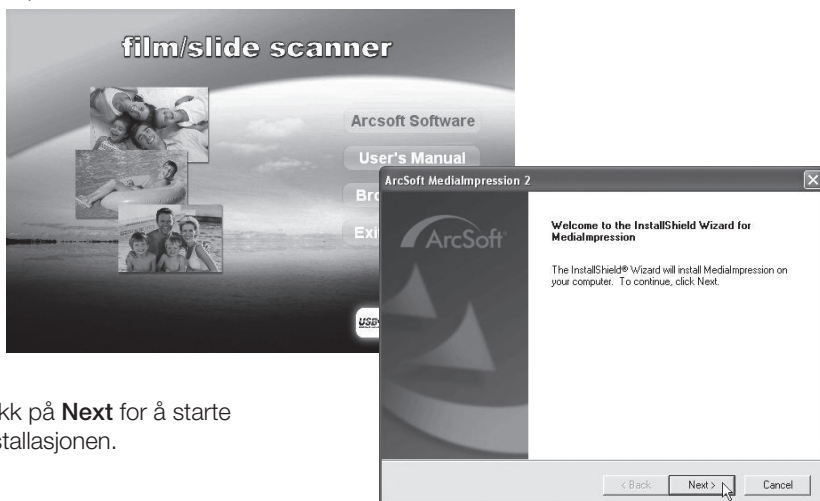 film/slide scanner
Arcsoft Software
User's Manual
ArcSoft MediaImpression 2
ArcSoft
Welcome to the InstallShield Wizard for
MediaImpression
The InstallShield® Wizard will install MediaImpression on
your computer. To continue, click Next.
USB
< Back
Next >
Cancel
på Next for å starte